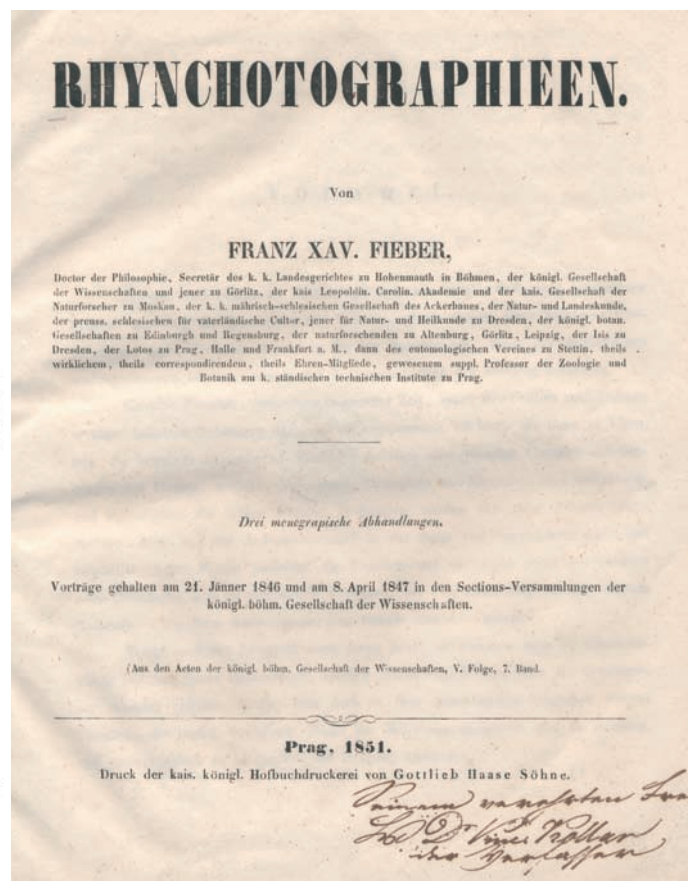 RHYNCHOTOGRAPHIEEN.
Von
FRANZ XAV. FIEBER,
Doctor der Philosophie, Secretär des k. k. Landesgerichtes zu Hohenmauth in Böhmen, der königl. Gesellschaft
der Wissenschaften und jener zu Görlitz, der kais Leopoldin. Carolin. Akademie und der kais. Gesellschaft der
Naturforscher zu Moskau, der k. k. mährisch-schlesischen Gesellschaft des Ackerbaues, der Natur- und Landeskunde,
der preuss. schlesischen für vaterländische Cultur, jener für Natur- und Heilkunde zu Dresden, der königl. botan.
Gesellschaften zu Edinburgh und Regensburg, der naturforschenden zu Altenburg, Görlitz, Leipzig, der Isis zu
Dresden, der Lotos zu Prag, Halle und Frankfurt a. M., dann des entomologischen Vereines zu Stettin, theils
wirklichem, theils correspondirendem, theils Ehren-Mitgliede, gewesenem suppl. Professor der Zoologie und
Botanik am k. ständischen technischen Institute zu Prag.
Drei monograpische Abhandlungen.
Vorträge gehalten am 21. Jänner 1846 und am 8. April 1847 in den Sections-Versammlungen der
königl. böhm. Gesellschaft der Wissenschaften.
(Aus den Acten der königl. böhm. Gesellschaft der Wissenschaften, V. Folge, 7. Band.
Prag, 1851.
Druck der kais. königl. Hofbuchdruckerei von Gottlieb Haase Söhne.
Seinem verehrten
Dr Vinc. Kollar
der Verfasser